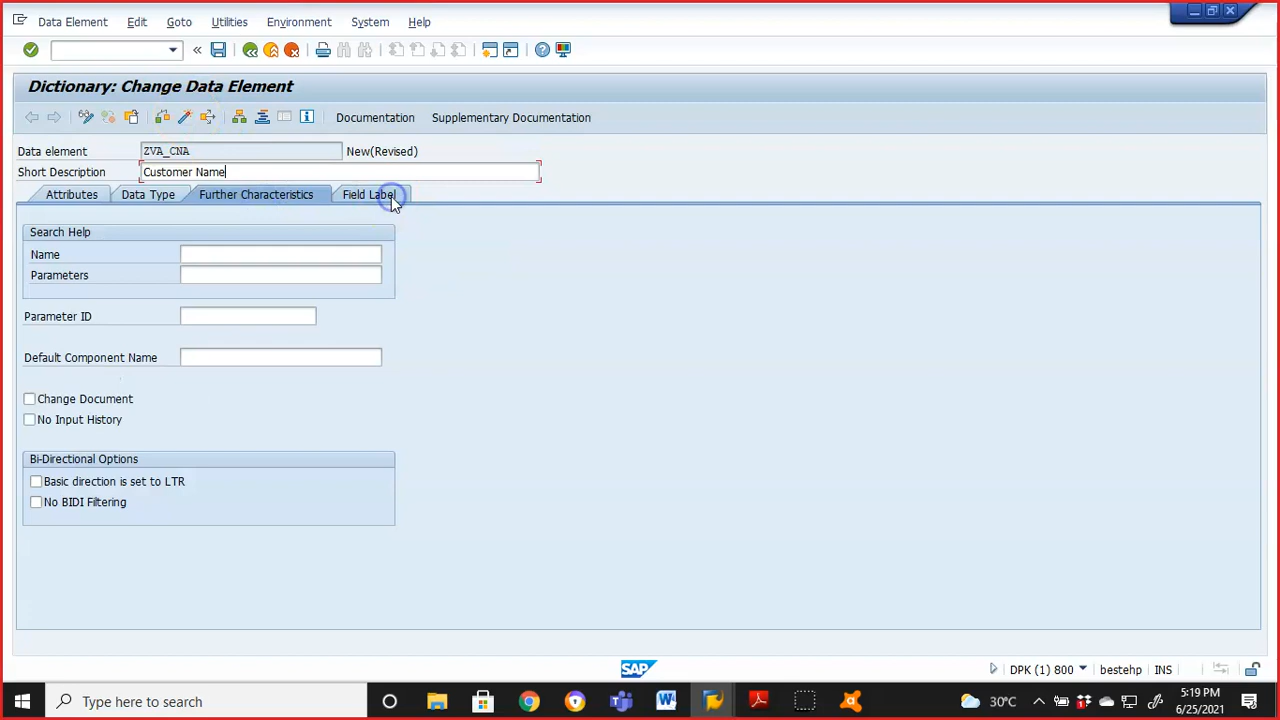 Data Element Edit Goto Utilities Environment System Help
Dictionary: Change Data Element
Documentation Supplementary Documentation
Data element ZVA_CNA New(Revised)
Short Description Customer Name
Attributes Data Type Further Characteristics Field Label
Search Help
Name
Parameters
Parameter ID
Default Component Name
Change Document
No Input History
Bi-Directional Options
Basic direction is set to LTR
No BIDI Filtering
SAP
DPK (1) 800 bestehp INS
Type here to search
30°C
5:19 PM
6/25/2021